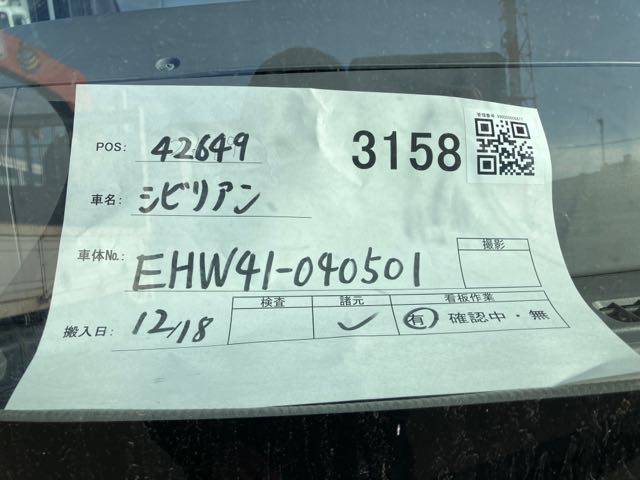 POS: 42649
3158
車名: シビリアン
車体No.: EHW41-040501
撮影
搬入日: 12/18
検査 諸元 看板作業
有・確認中・無